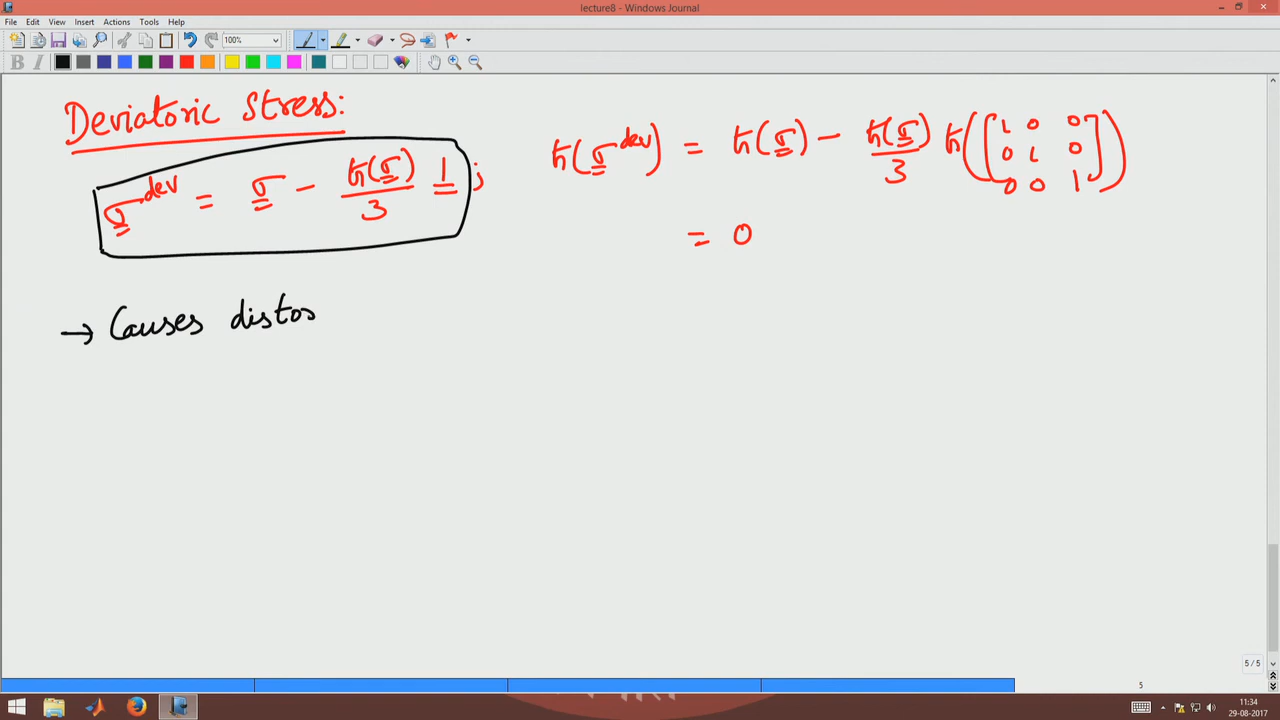 lecture8 - Windows Journal
File Edit View Insert Actions Tools Help
100%
B I
Deviatoric Stress:
σ^dev = σ - tr(σ)/3 1 ;
tr(σ^dev) = tr(σ) - tr(σ)/3 tr([1 0 0
0 1 0
0 0 1])
= 0
→ Causes distos
5 / 5
5
11:34
29-08-2017